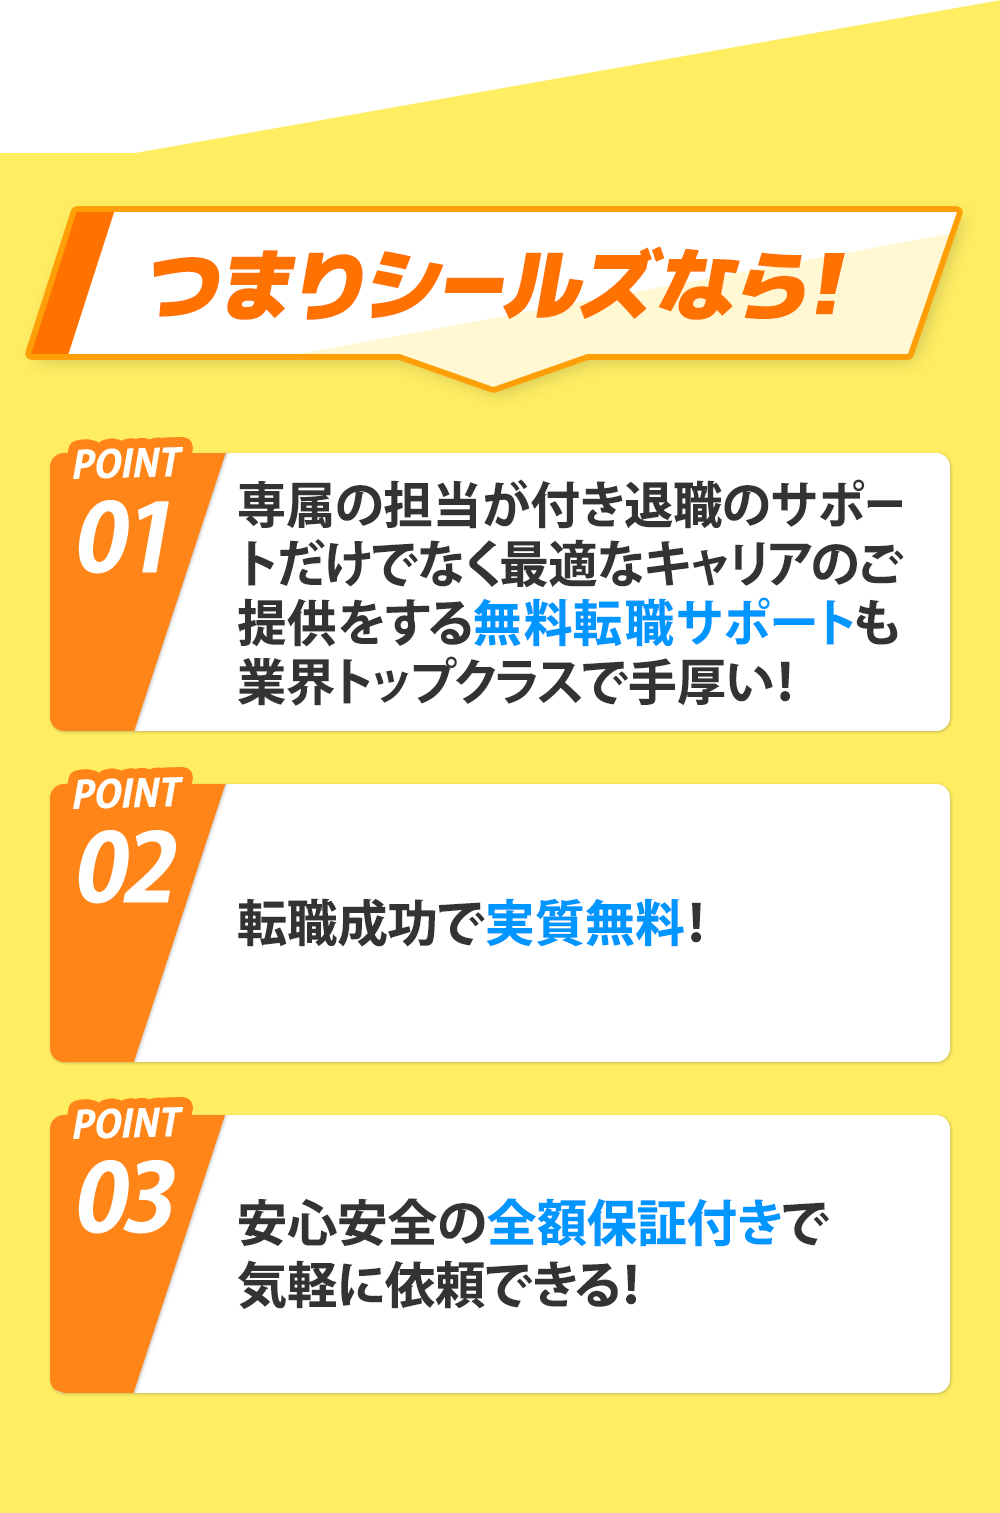 つまりシールズなら!
POINT
01
専属の担当が付き退職のサポー
トだけでなく最適なキャリアのご
提供をする無料転職サポートも
業界トップクラスで手厚い!
POINT
02
転職成功で実質無料!
POINT
03
安心安全の全額保証付きで
気軽に依頼できる!